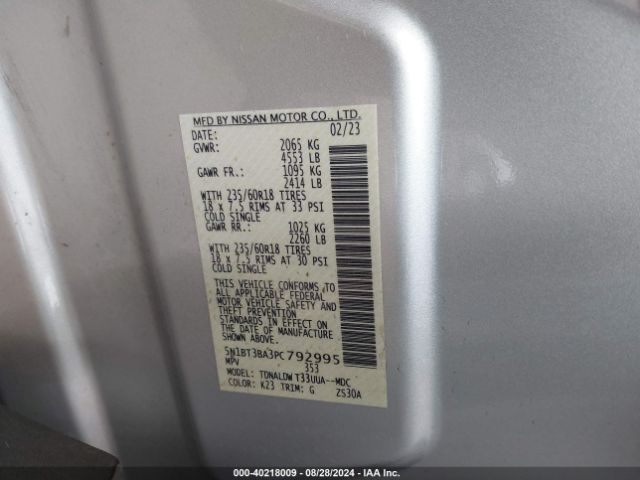 MFD BY NISSAN MOTOR CO., LTD.
DATE: 02/23
GVWR: 2065 KG
4553 LB
GAWR FR.: 1095 KG
2414 LB
WITH 235/60R18 TIRES
18 x 7.5 RIMS AT 33 PSI
COLD SINGLE
GAWR RR.: 1025 KG
2260 LB
WITH 235/60R18 TIRES
18 x 7.5 RIMS AT 30 PSI
COLD SINGLE
THIS VEHICLE CONFORMS TO
ALL APPLICABLE FEDERAL
MOTOR VEHICLE SAFETY AND
THEFT PREVENTION
STANDARDS IN EFFECT ON
THE DATE OF MANUFACTURE
SHOWN ABOVE.
5N1BT3BA3PC792995
MPV 353
MODEL: TDNALDW T33UUA--MDC
COLOR: K23 TRIM: G ZS30A
000-40218009 - 08/28/2024 - IAAI.CA